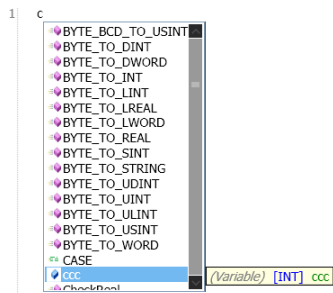 1 c
BYTE_BCD_TO_USINT
BYTE_TO_DINT
BYTE_TO_DWORD
BYTE_TO_INT
BYTE_TO_LINT
BYTE_TO_LREAL
BYTE_TO_LWORD
BYTE_TO_REAL
BYTE_TO_SINT
BYTE_TO_STRING
BYTE_TO_UDINT
BYTE_TO_UINT
BYTE_TO_ULINT
BYTE_TO_USINT
BYTE_TO_WORD
CASE
ccc (Variable) [INT] ccc
CheckReal